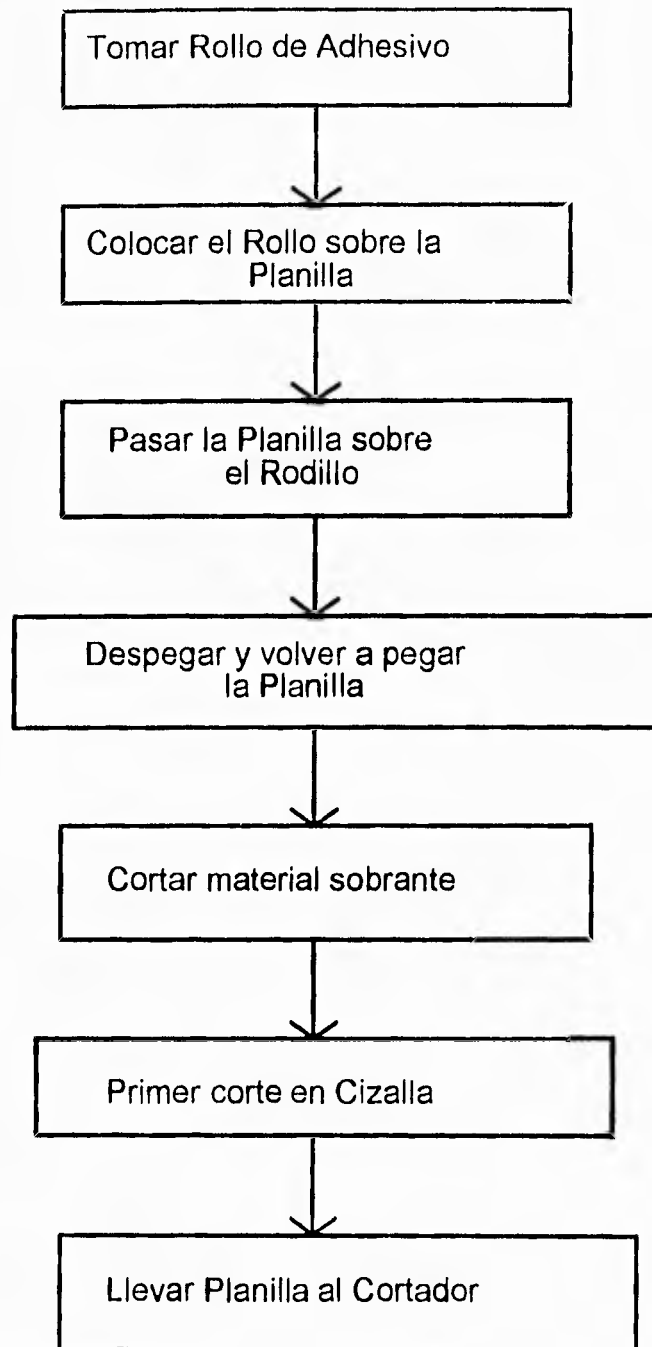 Tomar Rollo de Adhesivo
Colocar el Rollo sobre la
Planilla
Pasar la Planilla sobre
el Rodillo
Despegar y volver a pegar
la Planilla
Cortar material sobrante
Primer corte en Cizalla
Llevar Planilla al Cortador